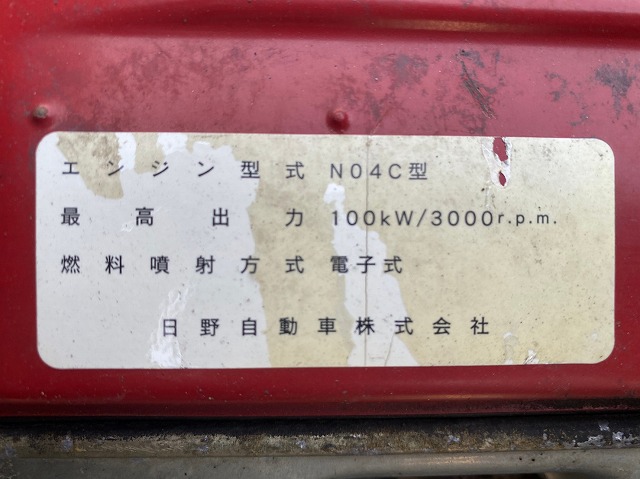 エンジン型式 N04C型
最高出力 100kW/3000r.p.m.
燃料噴射方式 電子式
日野自動車株式会社